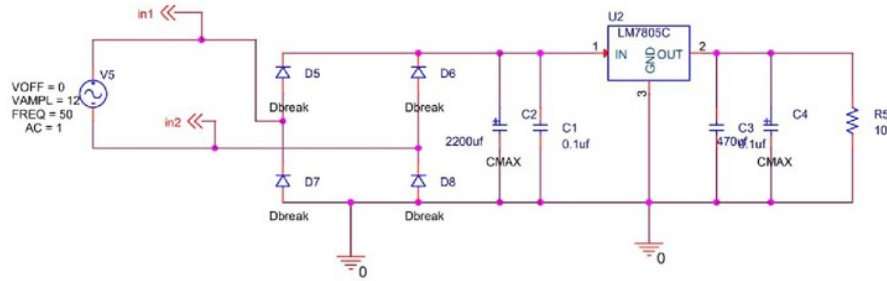 in1
U2
LM7805C
1
IN
GND
OUT
2
3
V5
VOFF = 0
VAMPL = 12
FREQ = 50
AC = 1
in2
D5
Dbreak
D6
Dbreak
D7
Dbreak
D8
Dbreak
2200uf
CMAX
C2
C1
0.1uf
470uf
C3
0.1uf
C4
CMAX
R5
10
0
0